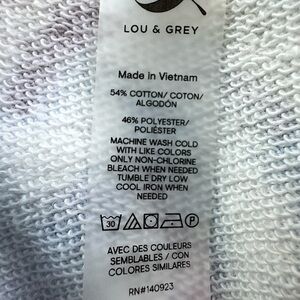 LOU & GREY
Made in Vietnam
54% COTTON/ COTON/
ALGODÓN
46% POLYESTER/
POLIÉSTER
MACHINE WASH COLD
WITH LIKE COLORS
ONLY NON-CHLORINE
BLEACH WHEN NEEDED
TUMBLE DRY LOW
COOL IRON WHEN
NEEDED
30 P
AVEC DES COULEURS
SEMBLABLES / CON
COLORES SIMILARES
RN#140923